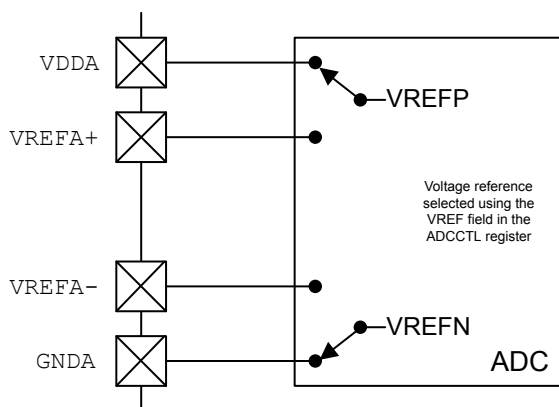 VDDA
VREFP
VREFA+
Voltage reference
selected using the
VREF field in the
ADCCTL register
VREFA-
VREFN
GNDA
ADC